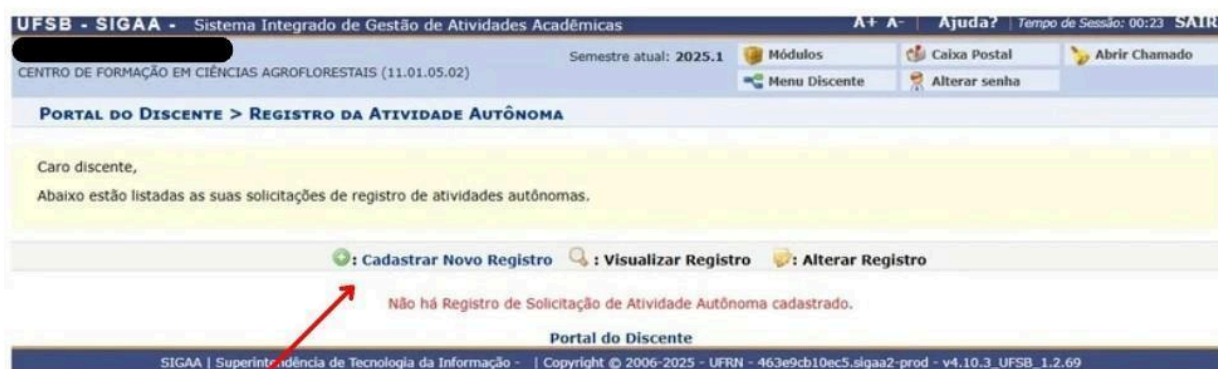 UFSB - SIGAA - Sistema Integrado de Gestão de Atividades Acadêmicas A+ A- | Ajuda? | Tempo de Sessão: 00:23 SAIR
Semestre atual: 2025.1 Módulos Caixa Postal Abrir Chamado
CENTRO DE FORMAÇÃO EM CIÊNCIAS AGROFLORESTAIS (11.01.05.02)
Menu Discente Alterar senha
PORTAL DO DISCENTE > REGISTRO DA ATIVIDADE AUTÔNOMA
Caro discente,
Abaixo estão listadas as suas solicitações de registro de atividades autônomas.
: Cadastrar Novo Registro : Visualizar Registro : Alterar Registro
Não há Registro de Solicitação de Atividade Autônoma cadastrado.
Portal do Discente
SIGAA | Superintendência de Tecnologia da Informação - | Copyright © 2006-2025 - UFRN - 463e9cb10ec5.sigaa2-prod - v4.10.3_UFSB_1.2.69